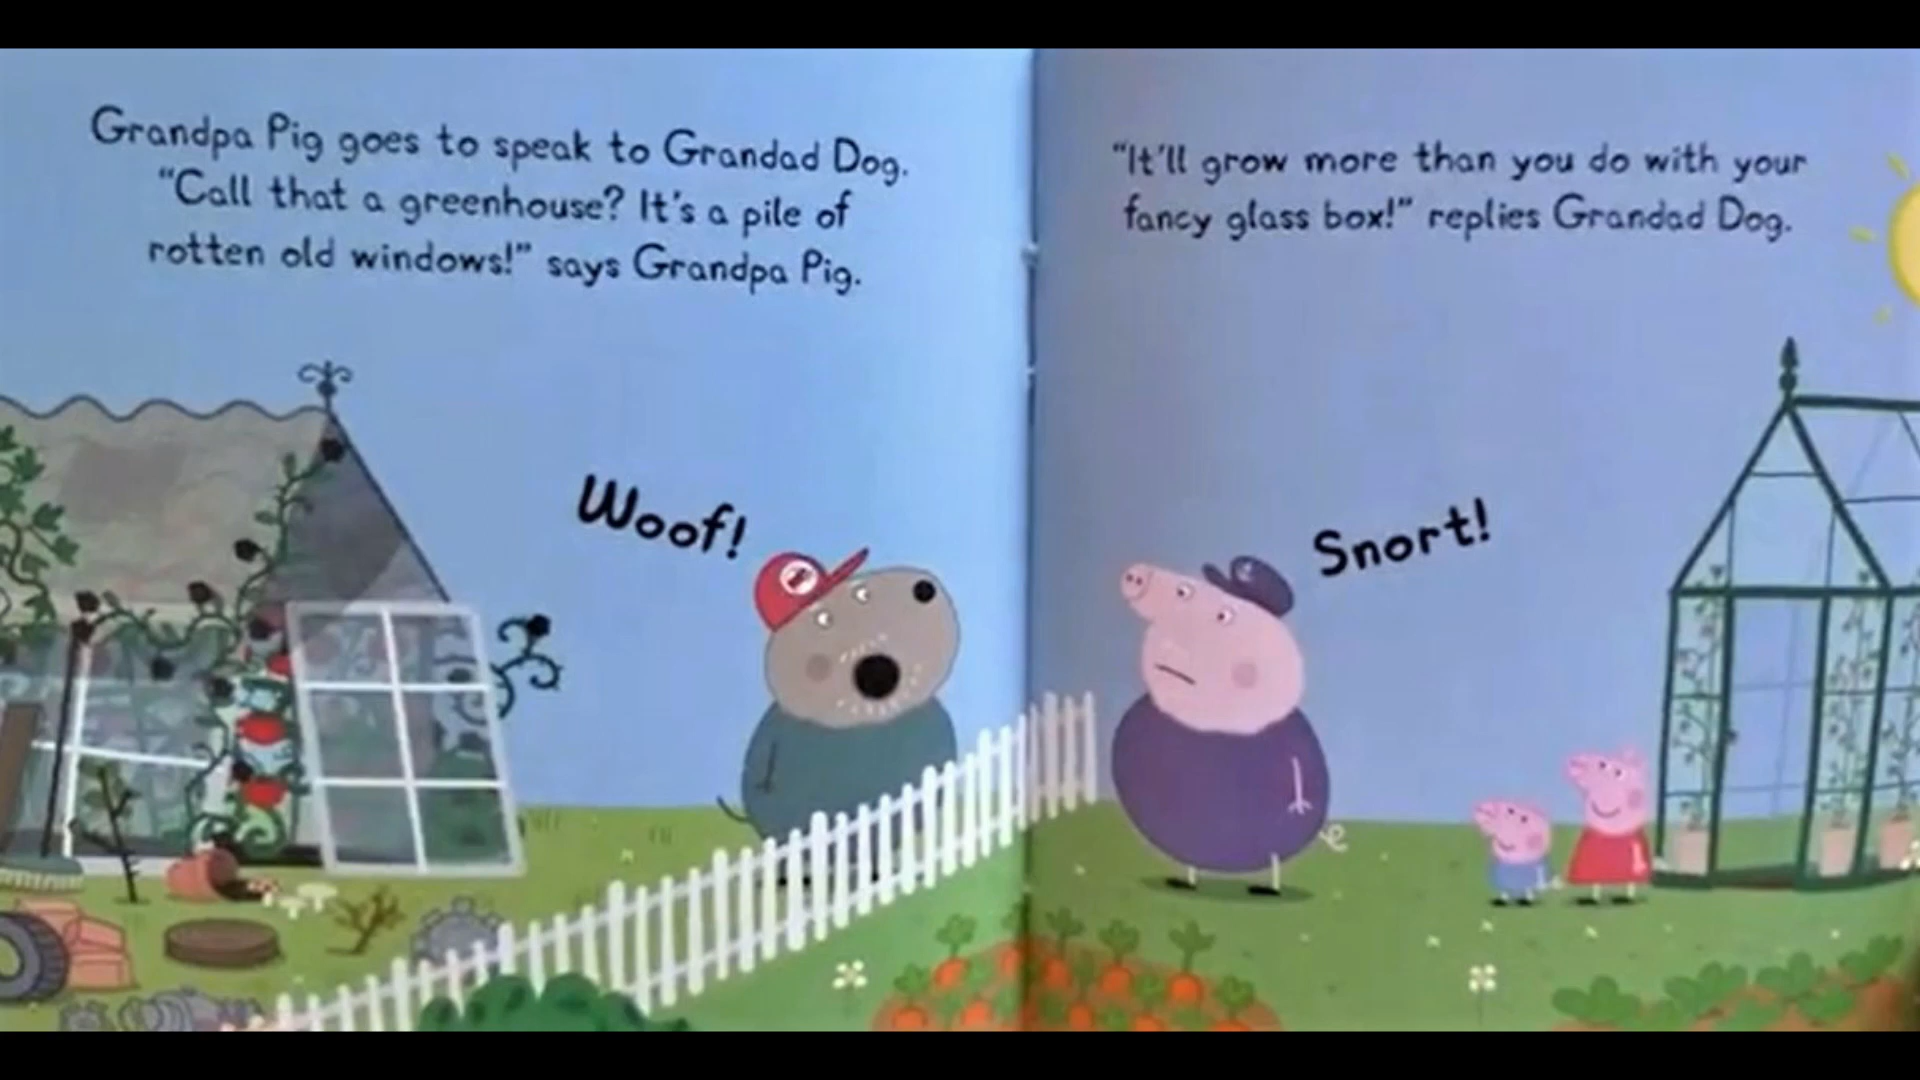 Grandpa Pig goes to speak to Grandad Dog.
“Call that a greenhouse? It’s a pile of
rotten old windows!” says Grandpa Pig.
Woof!
“It’ll grow more than you do with your
fancy glass box!” replies Grandad Dog.
Snort!